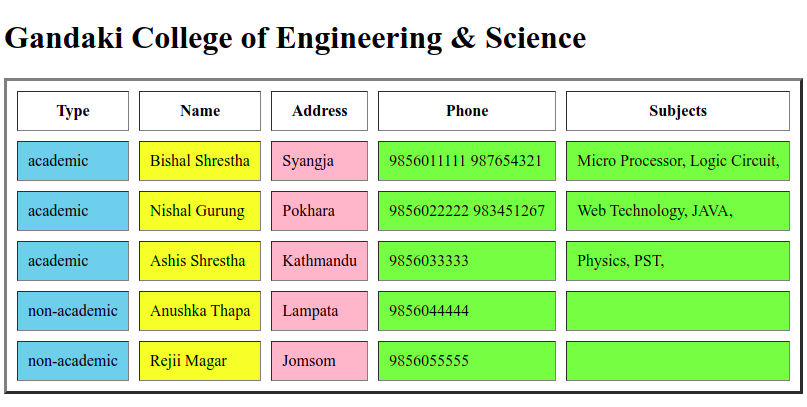 Gandaki College of Engineering & Science
Type Name Address Phone Subjects
academic Bishal Shrestha Syangja 9856011111 987654321 Micro Processor, Logic Circuit,
academic Nishal Gurung Pokhara 9856022222 983451267 Web Technology, JAVA,
academic Ashis Shrestha Kathmandu 9856033333 Physics, PST,
non-academic Anushka Thapa Lampata 9856044444
non-academic Rejii Magar Jomsom 9856055555